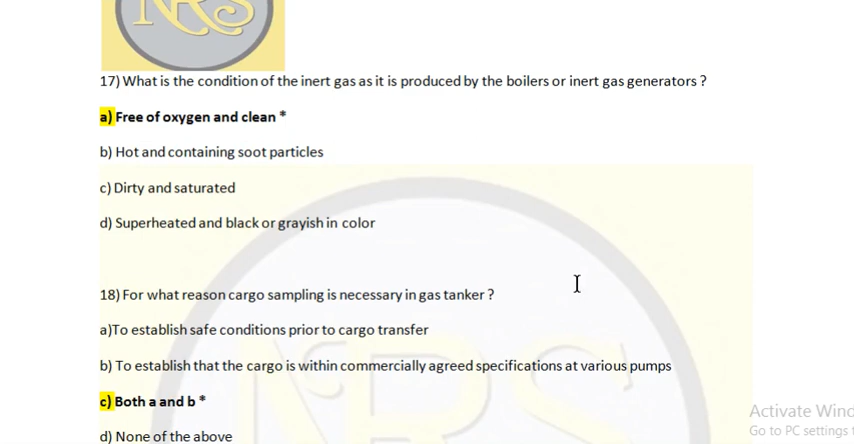 NRS
17) What is the condition of the inert gas as it is produced by the boilers or inert gas generators ?
a) Free of oxygen and clean *
b) Hot and containing soot particles
c) Dirty and saturated
d) Superheated and black or grayish in color
18) For what reason cargo sampling is necessary in gas tanker ?
a)To establish safe conditions prior to cargo transfer
b) To establish that the cargo is within commercially agreed specifications at various pumps
c) Both a and b *
d) None of the above
NRS
Activate Wind
Go to PC settings t